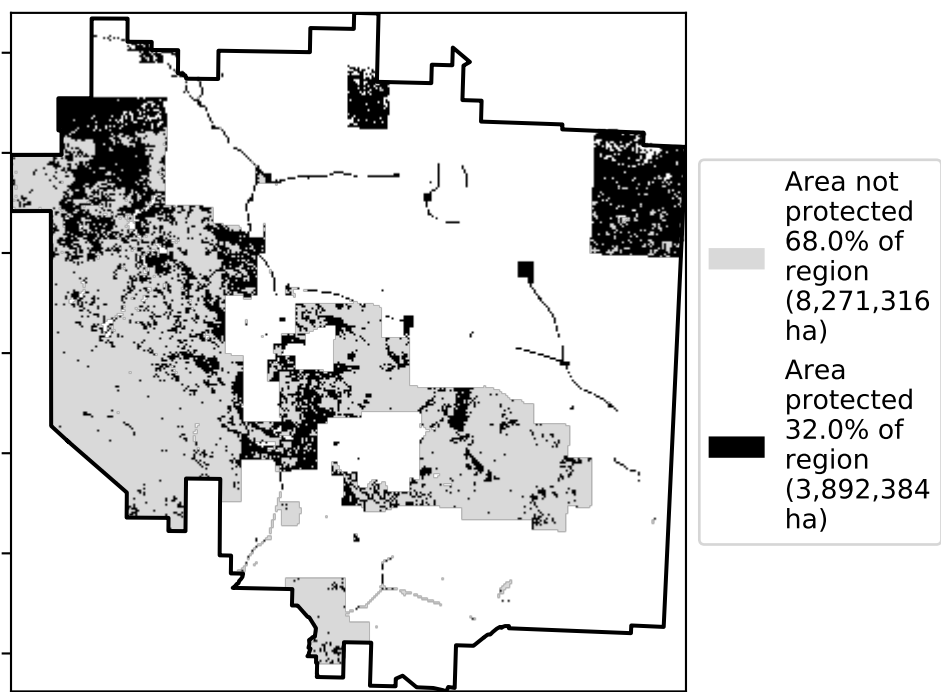 Area not
protected
68.0% of
region
(8,271,316
ha)
Area
protected
32.0% of
region
(3,892,384
ha)